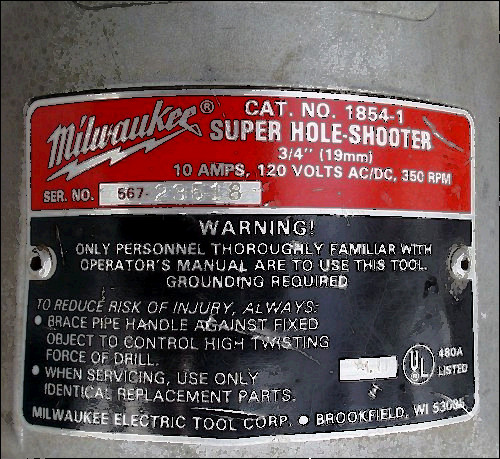 Milwaukee®
CAT. NO. 1854-1
SUPER HOLE-SHOOTER
3/4" (19mm)
10 AMPS, 120 VOLTS AC/DC, 350 RPM
SER. NO. 567-
WARNING!
ONLY PERSONNEL THOROUGHLY FAMILIAR WITH
OPERATOR'S MANUAL ARE TO USE THIS TOOL.
GROUNDING REQUIRED
TO REDUCE RISK OF INJURY, ALWAYS:
• BRACE PIPE HANDLE AGAINST FIXED
OBJECT TO CONTROL HIGH TWISTING
FORCE OF DRILL.
• WHEN SERVICING, USE ONLY
IDENTICAL REPLACEMENT PARTS.
UL® 480A
LISTED
MILWAUKEE ELECTRIC TOOL CORP. • BROOKFIELD, WI